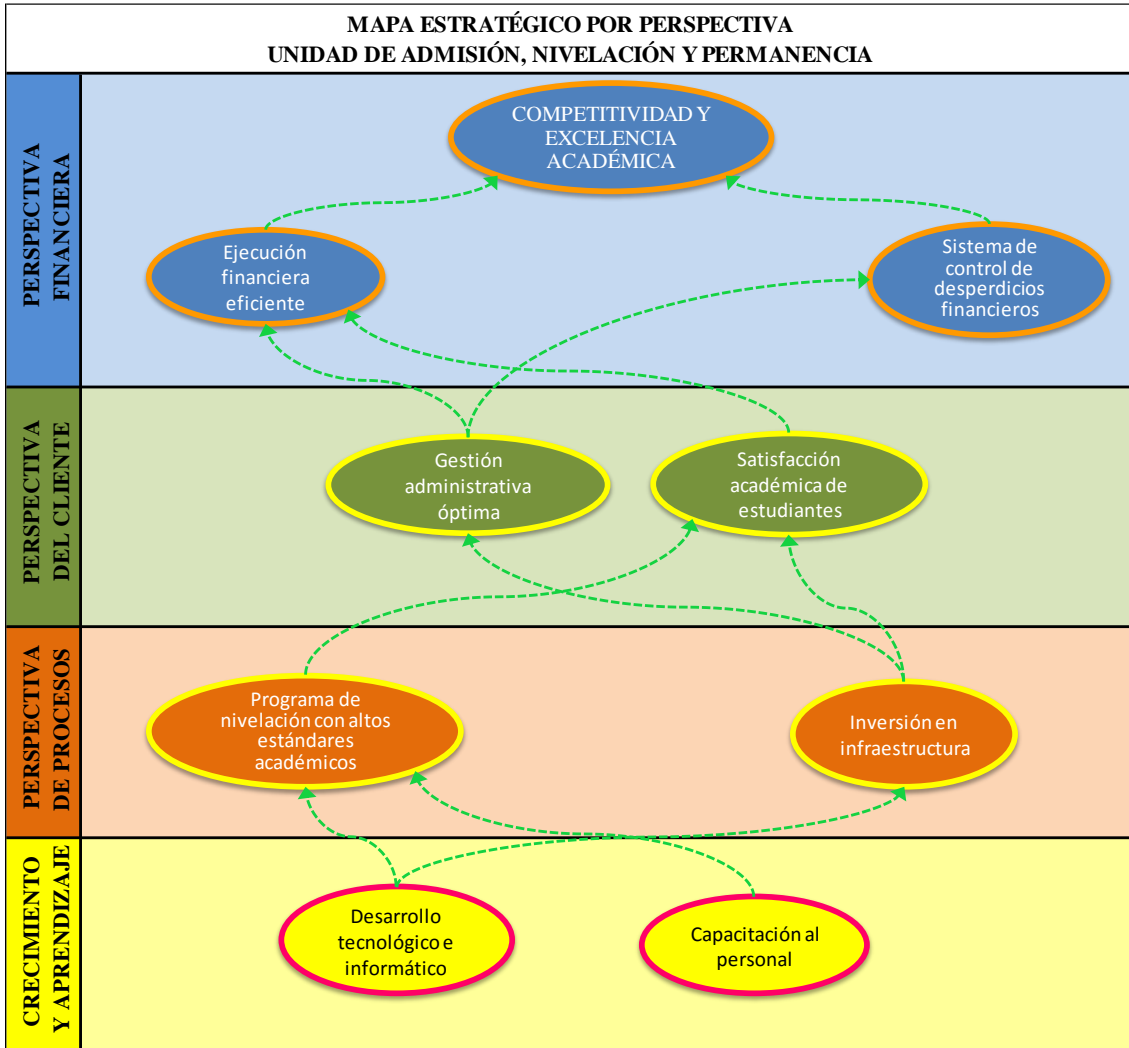 MAPA ESTRATÉGICO POR PERSPECTIVA
UNIDAD DE ADMISIÓN, NIVELACIÓN Y PERMANENCIA
PERSPECTIVA
FINANCIERA
COMPETITIVIDAD Y
EXCELENCIA
ACADÉMICA
Ejecución
financiera
eficiente
Sistema de
control de
desperdicios
financieros
PERSPECTIVA
DEL CLIENTE
Gestión
administrativa
óptima
Satisfacción
académica de
estudiantes
PERSPECTIVA
DE PROCESOS
Programa de
nivelación con altos
estándares
académicos
Inversión en
infraestructura
CRECIMIENTO
Y APRENDIZAJE
Desarrollo
tecnológico e
informático
Capacitación al
personal